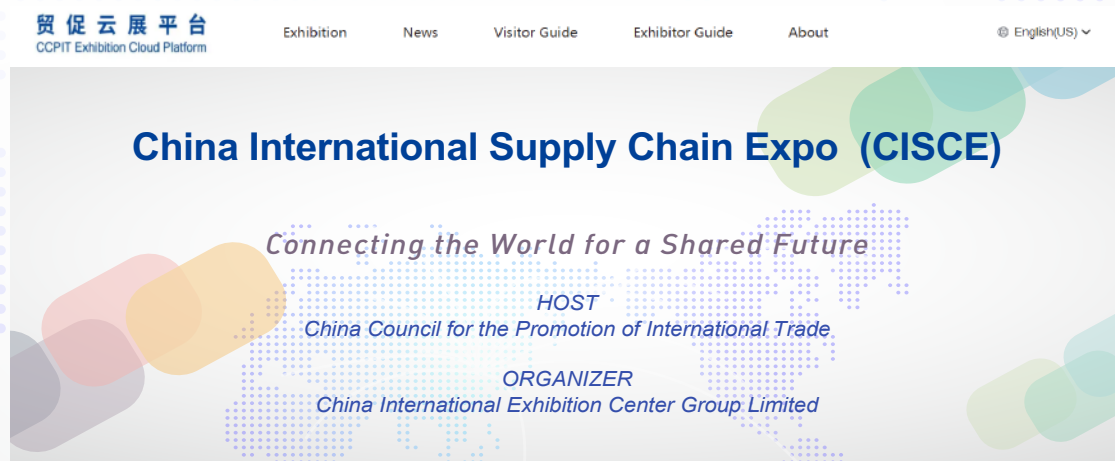 贸促云展平台
CCPIT Exhibition Cloud Platform
Exhibition News Visitor Guide Exhibitor Guide About English(US)
China International Supply Chain Expo (CISCE)
Connecting the World for a Shared Future
HOST
China Council for the Promotion of International Trade
ORGANIZER
China International Exhibition Center Group Limited